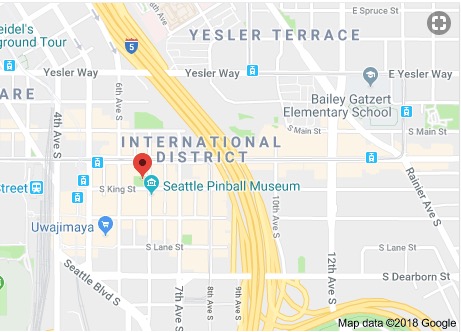 eidel's
ground Tour
E Spruce St
YESLER TERRACE
5
Yesler Way
Yesler Way
E Yesler Way
6th Ave S
ARE
4th Ave S
Bailey Gatzert
Elementary School
S Main St
S Main St
INTERNATIONAL
DISTRICT
Street
S King St
Seattle Pinball Museum
Rainier Ave S
10th Ave S
Uwajimaya
S Lane St
S Lane St
12th Ave S
Seattle Blvd S
S Dearborn St
7th Ave S
8th Ave S
9th Ave S
Map data ©2018 Google